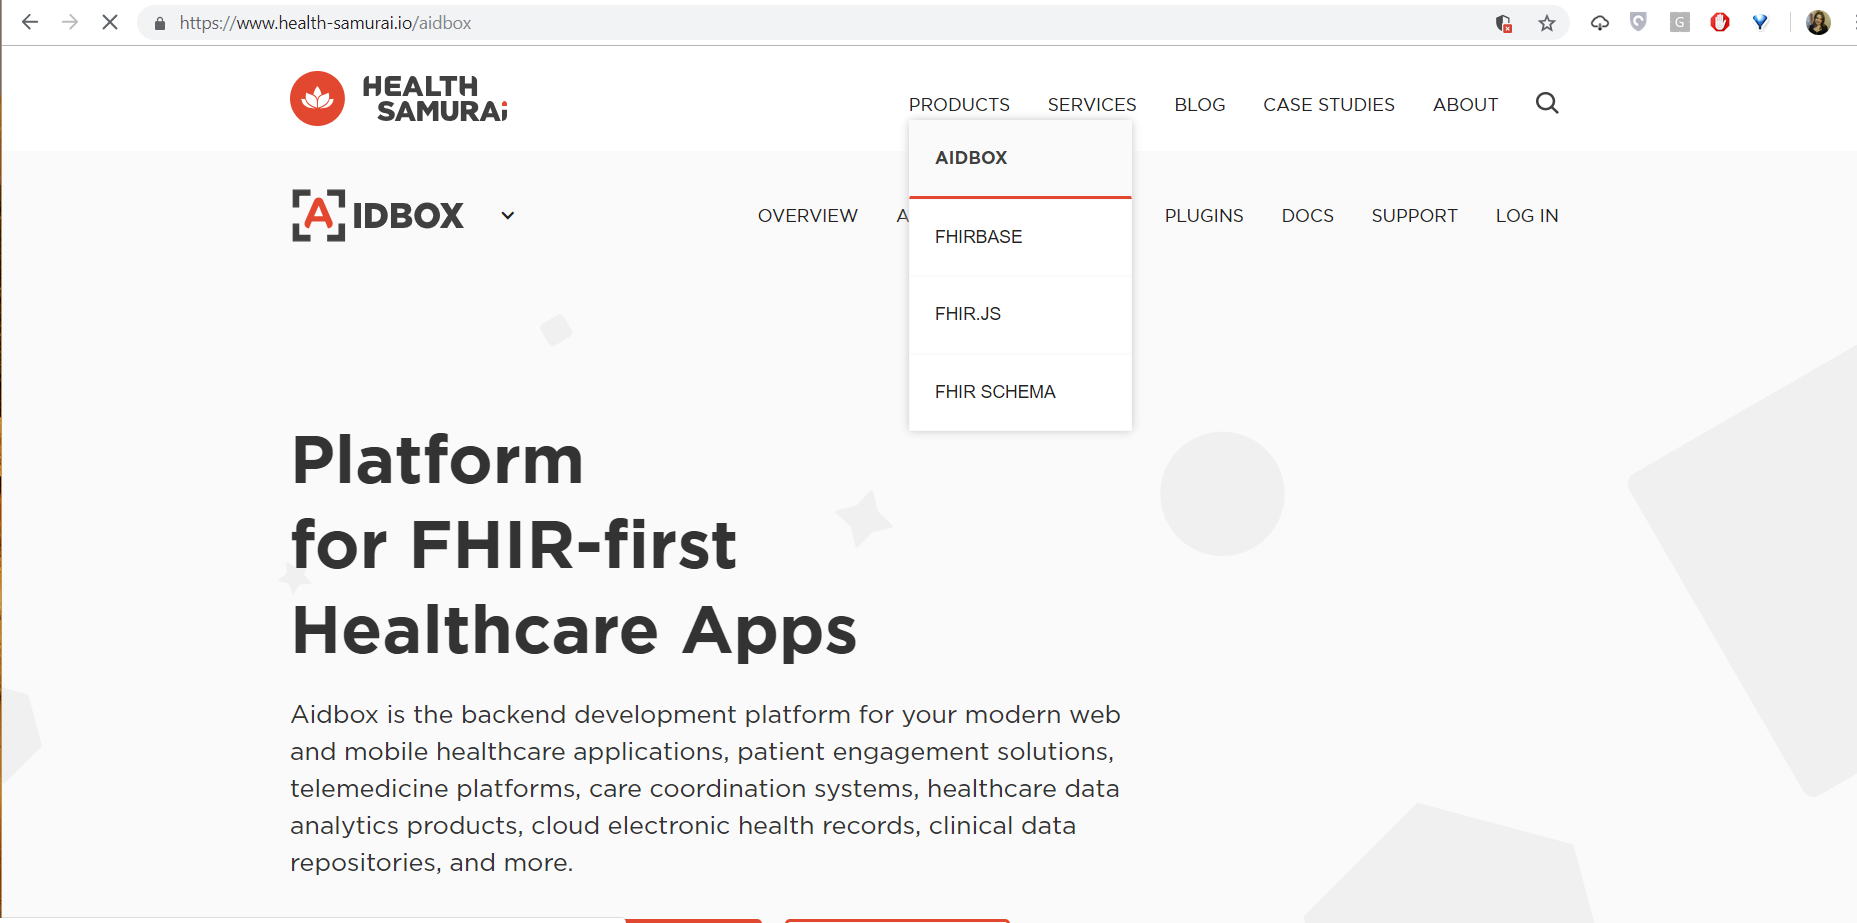 https://www.health-samurai.io/aidbox
G
HEALTH
SAMURAI
PRODUCTS SERVICES BLOG CASE STUDIES ABOUT
AIDBOX
FHIRBASE
FHIR.JS
FHIR SCHEMA
AIDBOX
OVERVIEW A PLUGINS DOCS SUPPORT LOG IN
Platform
for FHIR-first
Healthcare Apps
Aidbox is the backend development platform for your modern web
and mobile healthcare applications, patient engagement solutions,
telemedicine platforms, care coordination systems, healthcare data
analytics products, cloud electronic health records, clinical data
repositories, and more.